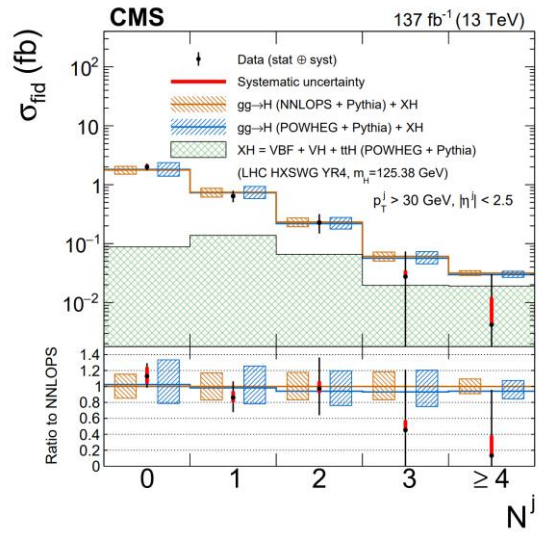 CMS 137 fb⁻¹ (13 TeV)
σ_fid (fb)
10²
10
1
10⁻¹
10⁻²
Data (stat ⊕ syst)
Systematic uncertainty
gg→H (NNLOPS + Pythia) + XH
gg→H (POWHEG + Pythia) + XH
XH = VBF + VH + ttH (POWHEG + Pythia)
(LHC HXSWG YR4, m_H=125.38 GeV)
p_T^j > 30 GeV, |η^j| < 2.5
Ratio to NNLOPS
1.4
1.2
1
0.8
0.6
0.4
0.2
0
0 1 2 3 ≥ 4
N^j